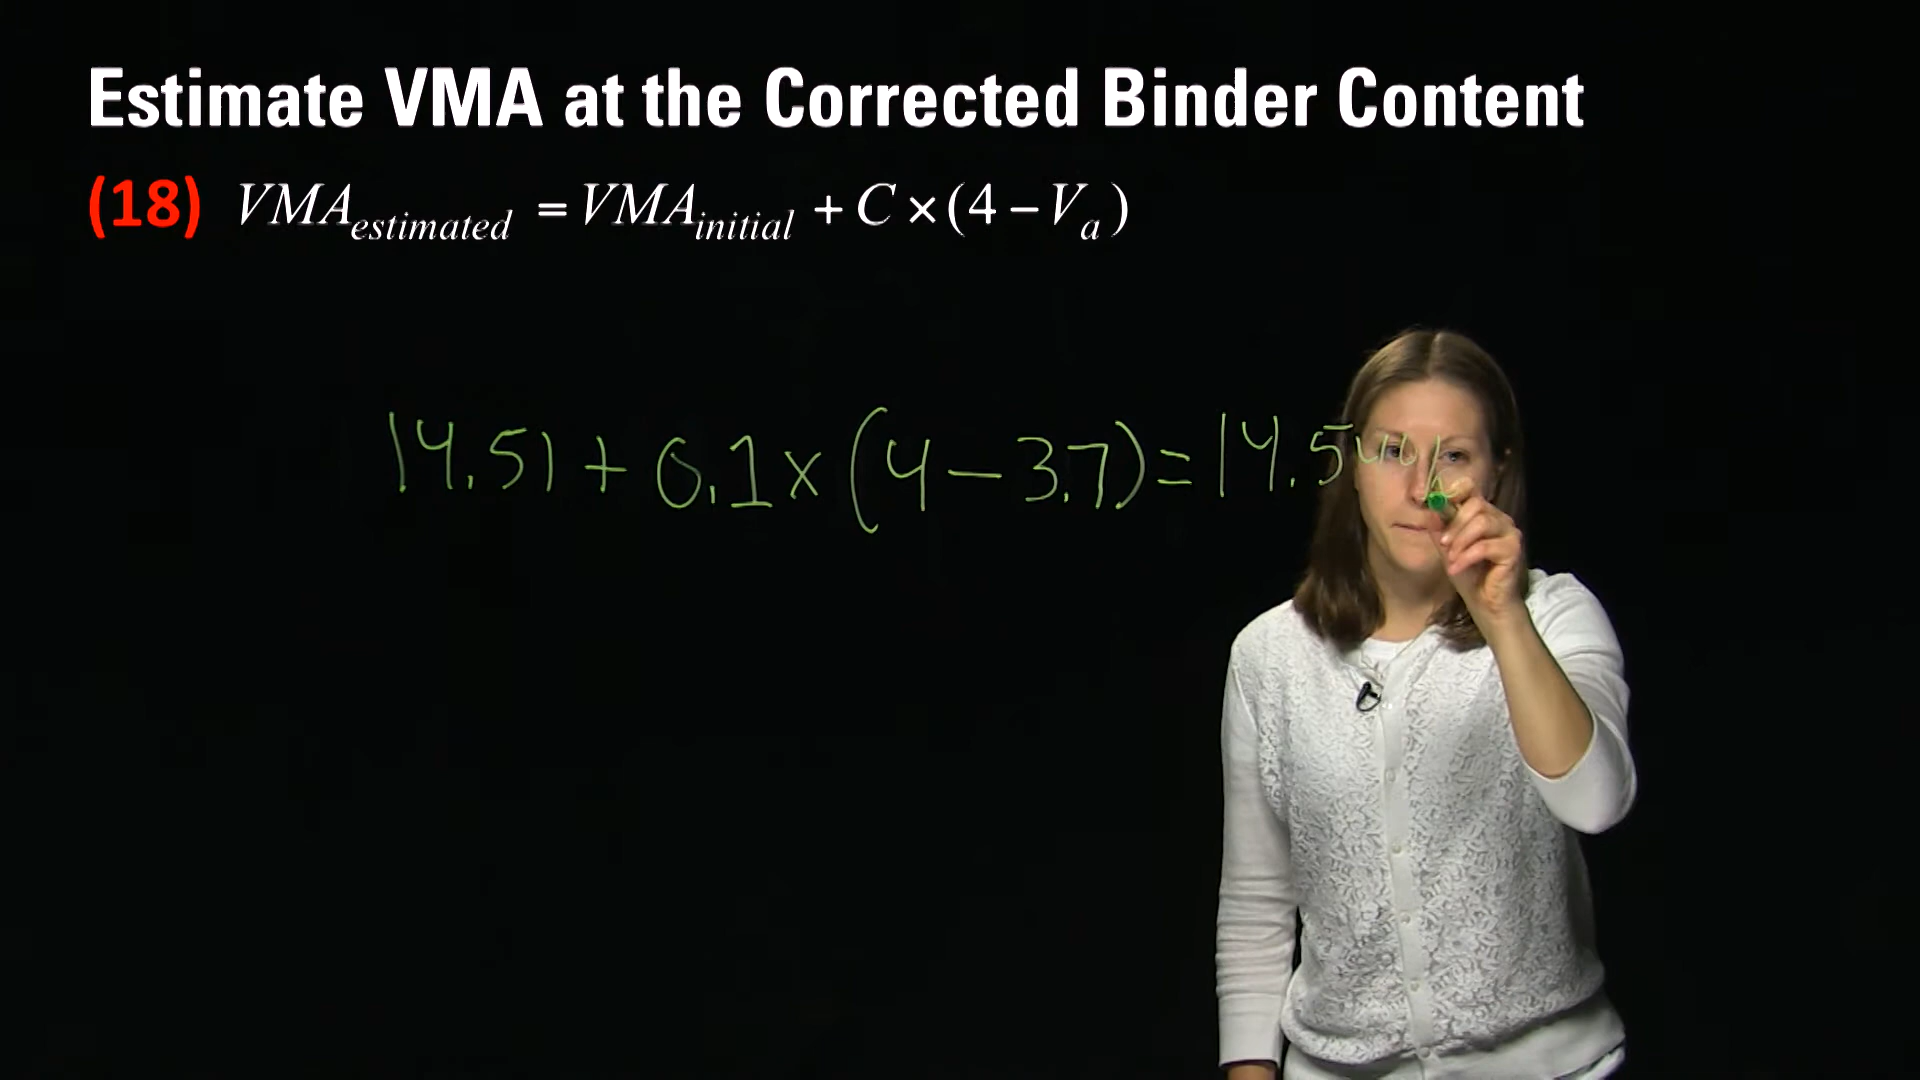 Estimate VMA at the Corrected Binder Content
(18) VMA_estimated = VMA_initial + C × (4 − V_a)
14.51 + 0.1 × (4 − 3.7) = 14.54%